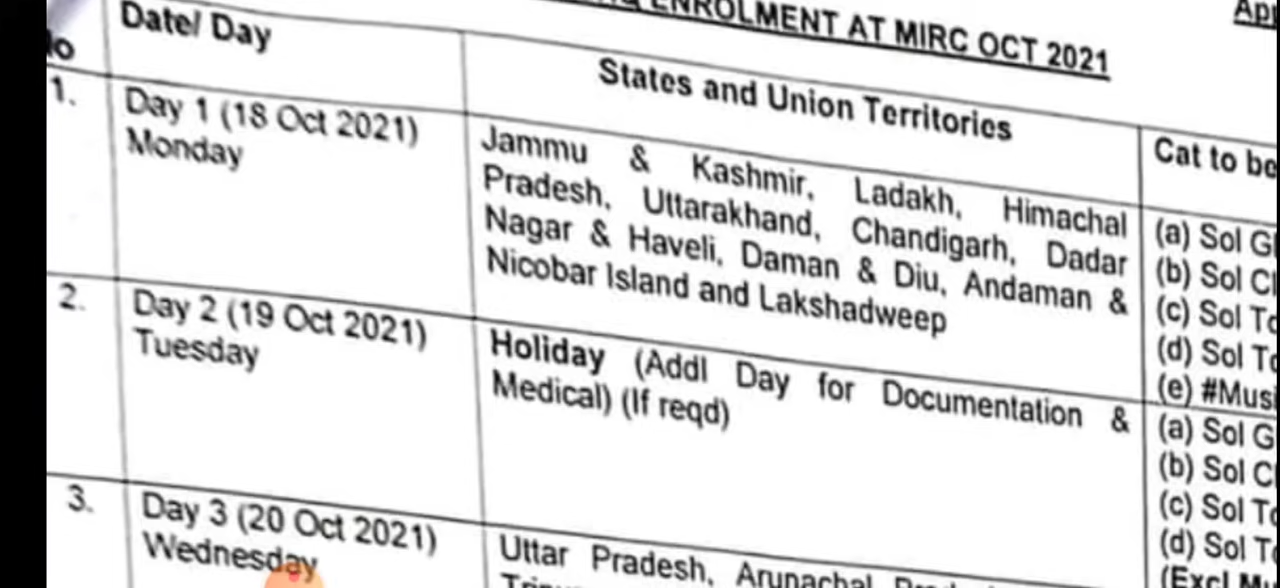 ENROLMENT AT MIRC OCT 2021
Date/ Day
States and Union Territories
Cat to be
1.
Day 1 (18 Oct 2021)
Monday
Jammu & Kashmir, Ladakh, Himachal
Pradesh, Uttarakhand, Chandigarh, Dadar
Nagar & Haveli, Daman & Diu, Andaman &
Nicobar Island and Lakshadweep
(a) Sol
(b) Sol
(c) Sol
(d) Sol
(e)
2.
Day 2 (19 Oct 2021)
Tuesday
Holiday (Addl Day for Documentation &
Medical) (If reqd)
(a) Sol
(b) Sol
(c) Sol
(d) Sol
3.
Day 3 (20 Oct 2021)
Wednesday
Uttar Pradesh, Arunachal